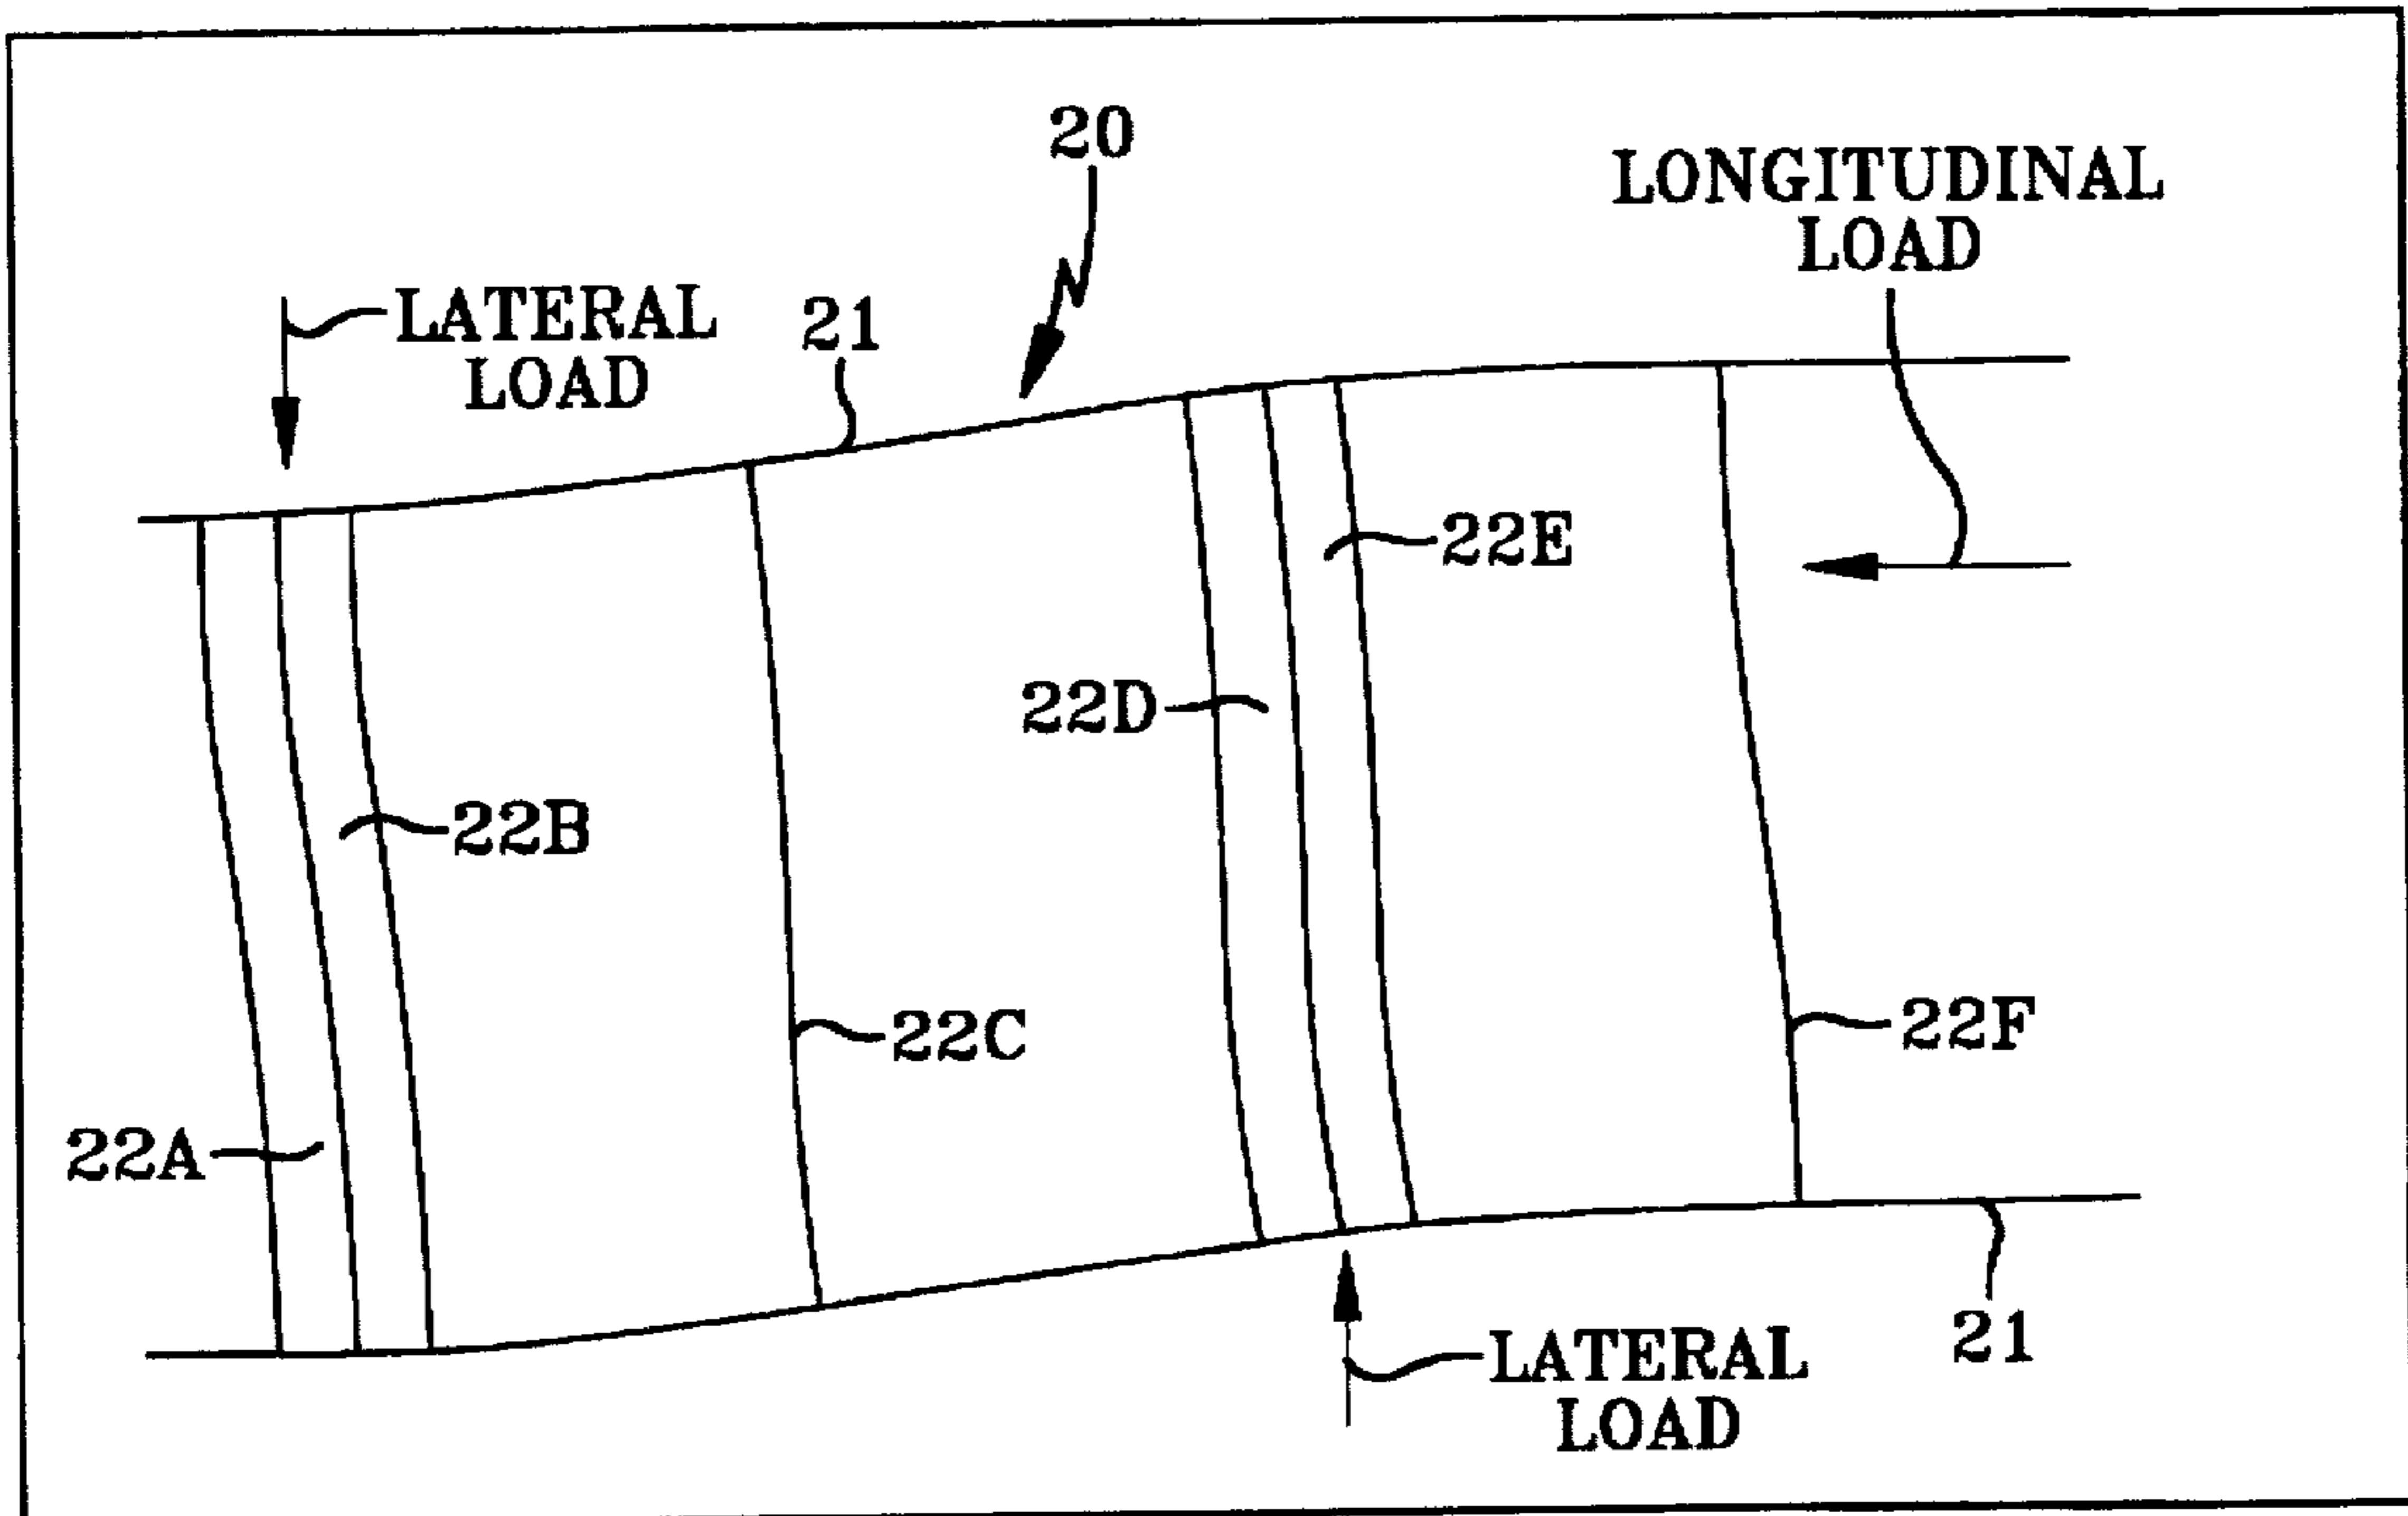 20
LONGITUDINAL
LOAD
LATERAL
LOAD
21
22E
22D
22B
22C
22F
22A
21
LATERAL
LOAD